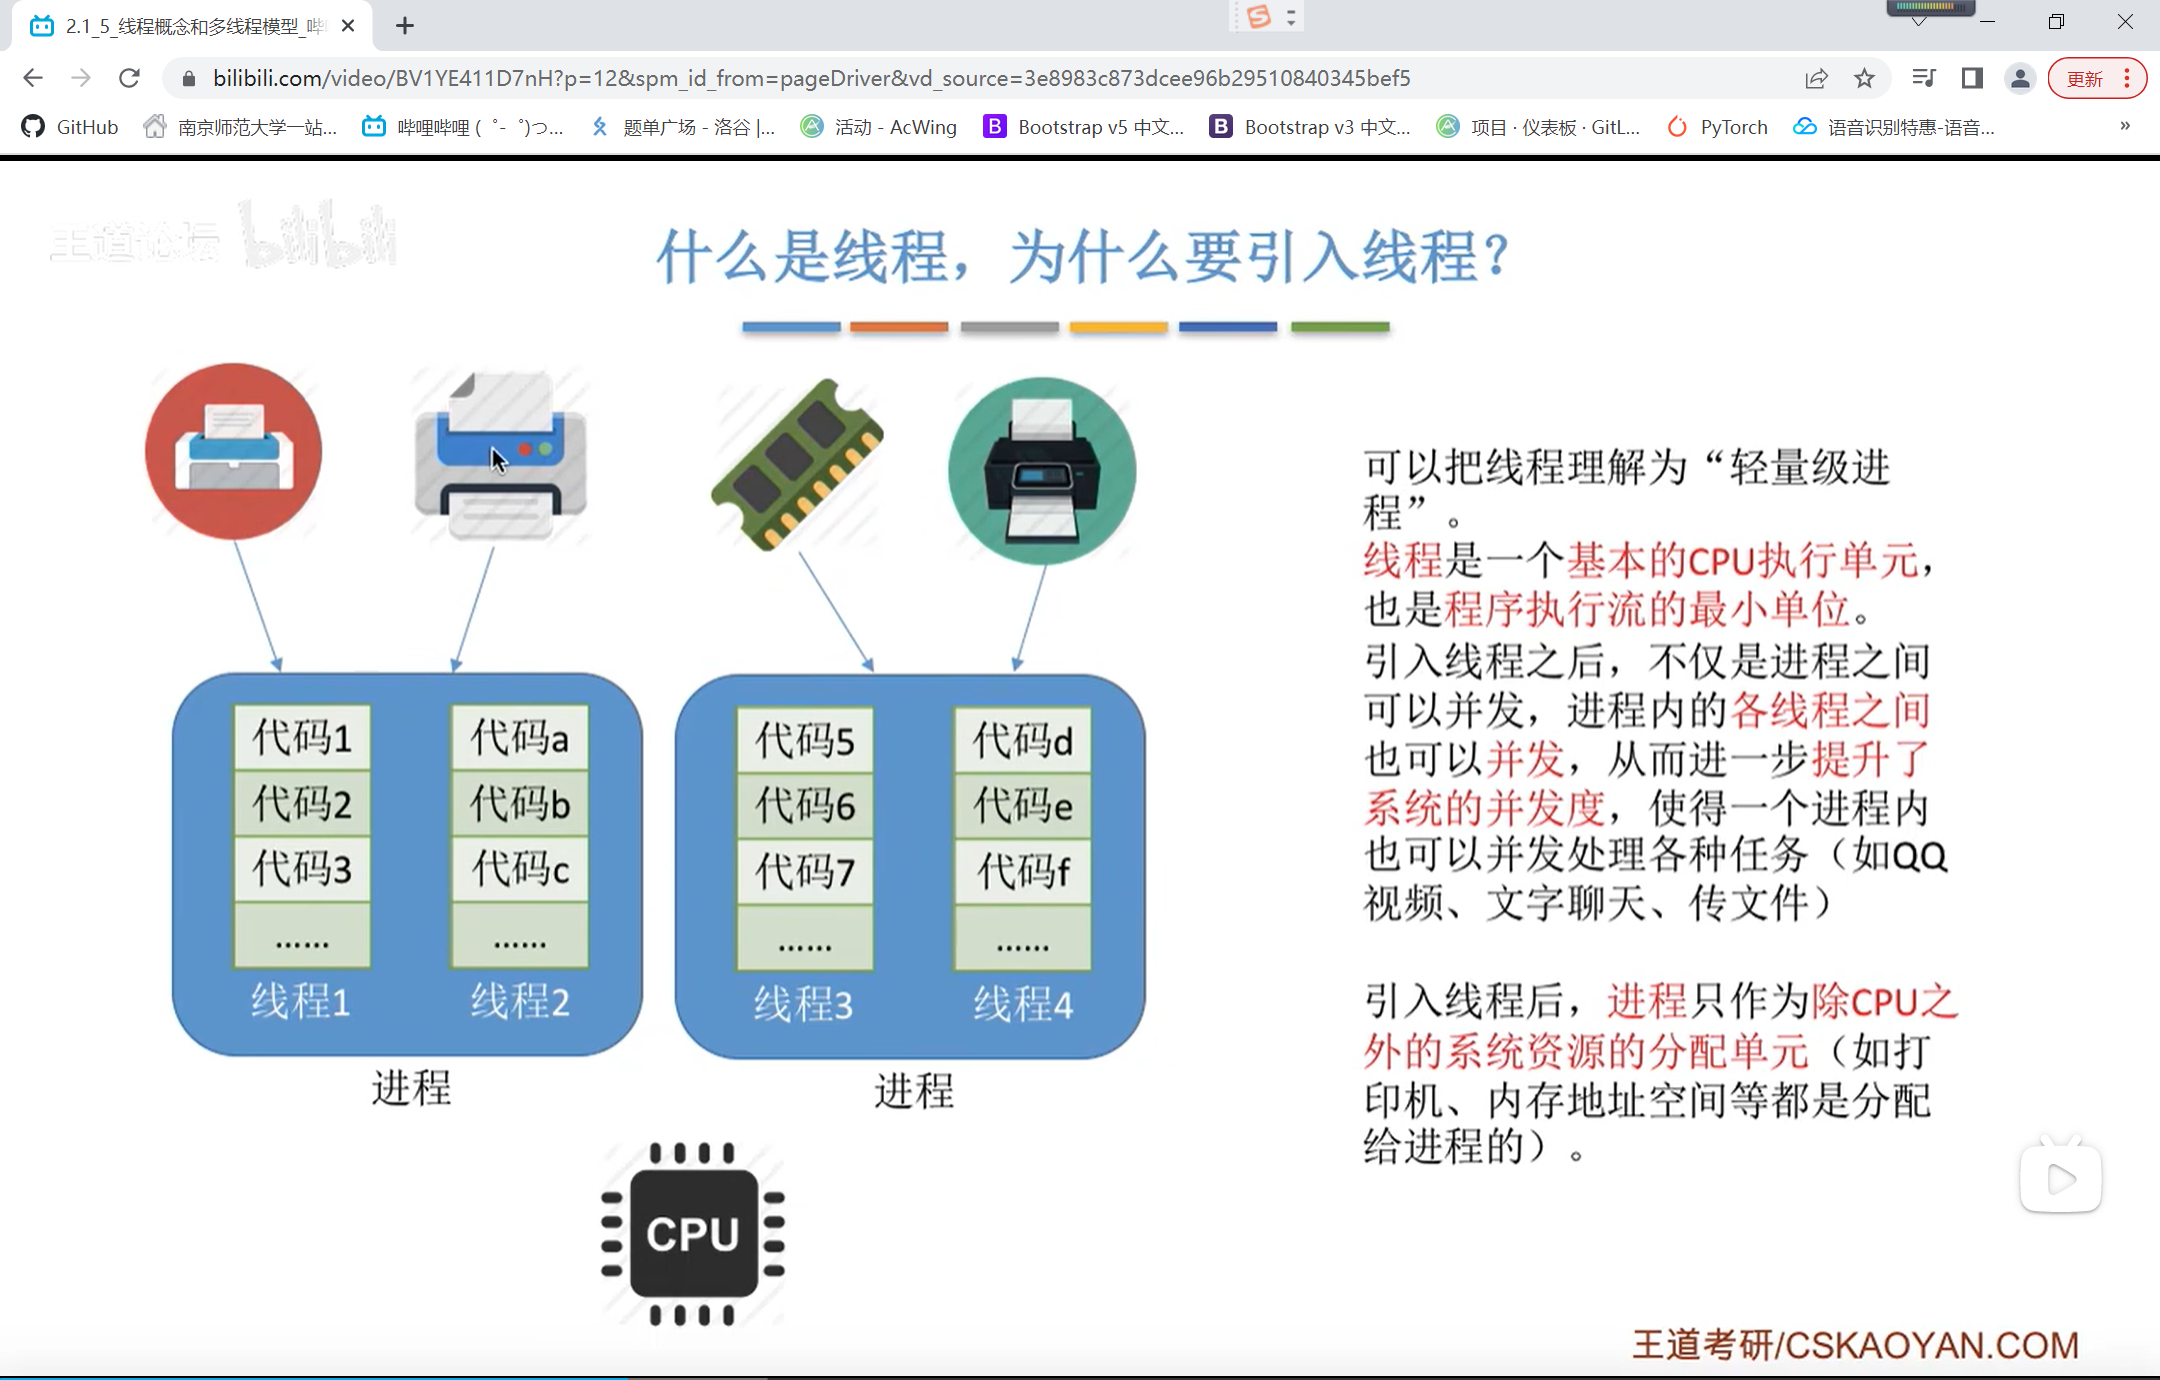 2.1_5_线程概念和多线程模型_哔
bilibili.com/video/BV1YE411D7nH?p=12&spm_id_from=pageDriver&vd_source=3e8983c873dcee96b29510840345bef5
更新
GitHub
南京师范大学一站...
哔哩哔哩 (゜-゜)つ...
题单广场 - 洛谷 |...
活动 - AcWing
Bootstrap v5 中文...
Bootstrap v3 中文...
项目 · 仪表板 · GitL...
PyTorch
语音识别特惠-语音...
»
王道论坛 bilibili
什么是线程，为什么要引入线程？
代码1
代码2
代码3
......
线程1
代码a
代码b
代码c
......
线程2
进程
代码5
代码6
代码7
......
线程3
代码d
代码e
代码f
......
线程4
进程
CPU
可以把线程理解为“轻量级进
程”。
线程是一个基本的CPU执行单元，
也是程序执行流的最小单位。
引入线程之后，不仅是进程之间
可以并发，进程内的各线程之间
也可以并发，从而进一步提升了
系统的并发度，使得一个进程内
也可以并发处理各种任务（如QQ
视频、文字聊天、传文件）
引入线程后，进程只作为除CPU之
外的系统资源的分配单元（如打
印机、内存地址空间等都是分配
给进程的）。
王道考研/CSKAOYAN.COM